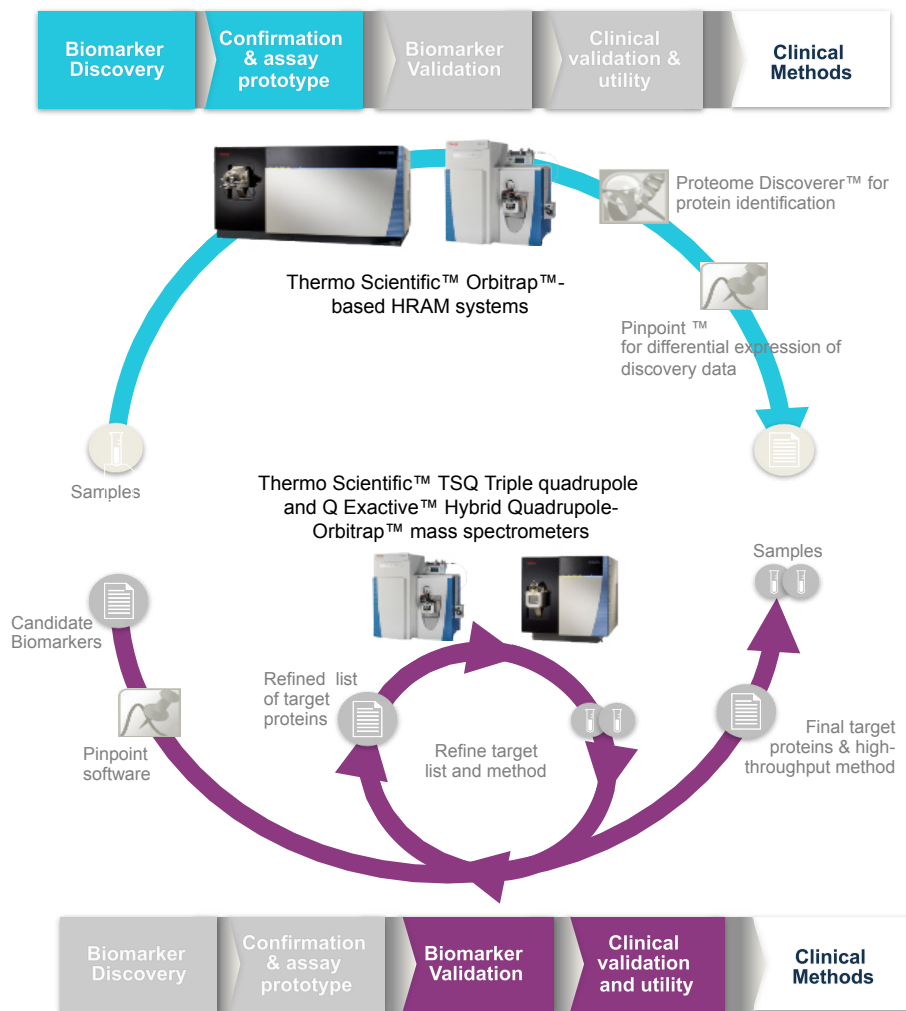 Biomarker
Discovery
Confirmation
& assay
prototype
Biomarker
Validation
Clinical
validation &
utility
Clinical
Methods
Proteome Discoverer™ for
protein identification
Thermo Scientific™ Orbitrap™-
based HRAM systems
Pinpoint ™
for differential expression of
discovery data
Samples
Thermo Scientific™ TSQ Triple quadrupole
and Q Exactive™ Hybrid Quadrupole-
Orbitrap™ mass spectrometers
Samples
Candidate
Biomarkers
Refined list
of target
proteins
Pinpoint
software
Refine target
list and method
Final target
proteins & high-
throughput method
Biomarker
Discovery
Confirmation
& assay
prototype
Biomarker
Validation
Clinical
validation
and utility
Clinical
Methods